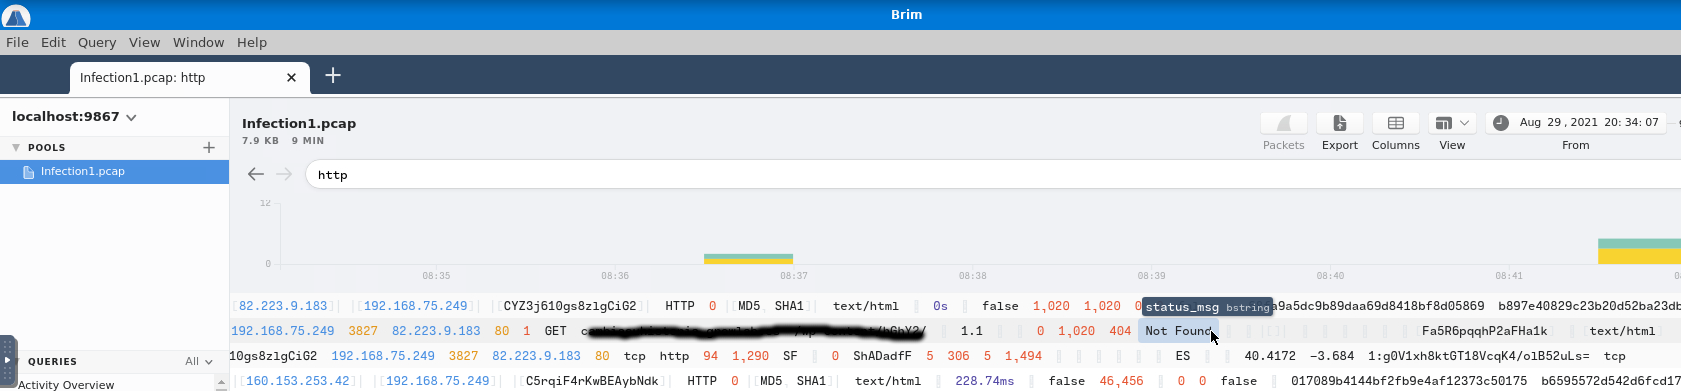 Brim
File Edit Query View Window Help
Infection1.pcap: http
localhost:9867
POOLS
Infection1.pcap
QUERIES All
Activity Overview
Infection1.pcap
7.9 KB 9 MIN
Packets Export Columns View
Aug 29, 2021 20:34:07
From
http
12
0
08:35 08:36 08:37 08:38 08:39 08:40 08:41
[82.223.9.183] [192.168.75.249] [CYZ3j610gs8zlgCiG2] HTTP 0 [MD5 SHA1] text/html 0s false 1,020 1,020 0 a9a5dc9b89daa69d8418bf8d05869 b897e40829c23b20d52ba23db
status_msg bstring
192.168.75.249 3827 82.223.9.183 80 1 GET 1.1 0 1,020 404 Not Found Fa5R6pqqhP2aFHa1k text/html
10gs8zlgCiG2 192.168.75.249 3827 82.223.9.183 80 tcp http 94 1,290 SF 0 ShADadfF 5 306 5 1,494 ES 40.4172 -3.684 1:g0V1xh8ktGT18VcqK4/olB52uLs= tcp
[160.153.253.42] [192.168.75.249] [C5rqiF4rKwBEAybNdk] HTTP 0 [MD5 SHA1] text/html 228.74ms false 46,456 0 0 false 017089b4144bf2fb9e4af12373c50175 b6595572d542d6fcd17